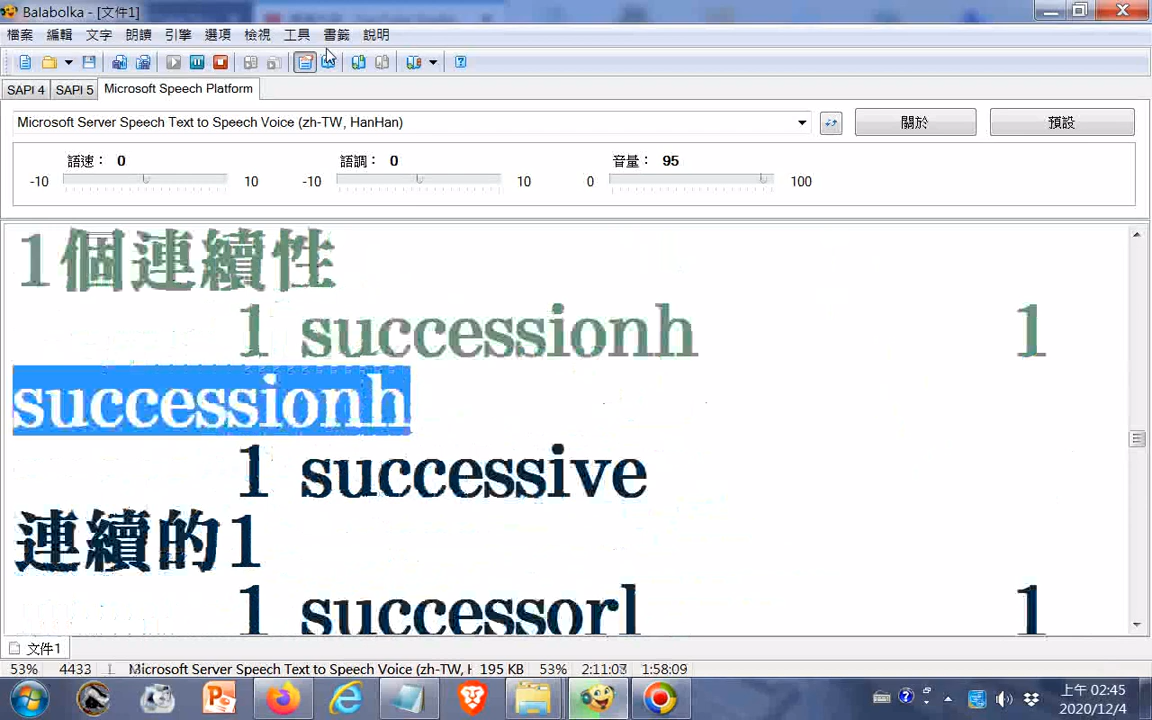 Balabolka - [文件1]
檔案 編輯 文字 朗讀 引擎 選項 檢視 工具 書籤 說明
SAPI 4 SAPI 5 Microsoft Speech Platform
Microsoft Server Speech Text to Speech Voice (zh-TW, HanHan) 關於 預設
語速： 0 語調： 0 音量： 95
-10 10 -10 10 0 100
1個連續性
1 successionh 1
successionh
1 successive
連續的1
1 successorl 1
文件1
53% 4433 Microsoft Server Speech Text to Speech Voice (zh-TW, H 195 KB 53% 2:11:07 1:58:09
上午 02:45
2020/12/4